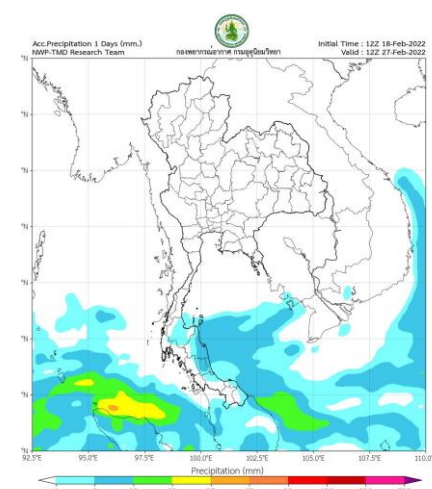 Acc.Precipitation 1 Days (mm.)
NWP-TMD Research Team
กองพยากรณ์อากาศ กรมอุตุนิยมวิทยา
Initial Time : 12Z 18-Feb-2022
Valid : 12Z 27-Feb-2022
°N
°N
°N
°N
°N
°N
°N
°N
92.5°E 95.0°E 97.5°E 100.0°E 102.5°E 105.0°E 107.5°E 110.0
Precipitation (mm)